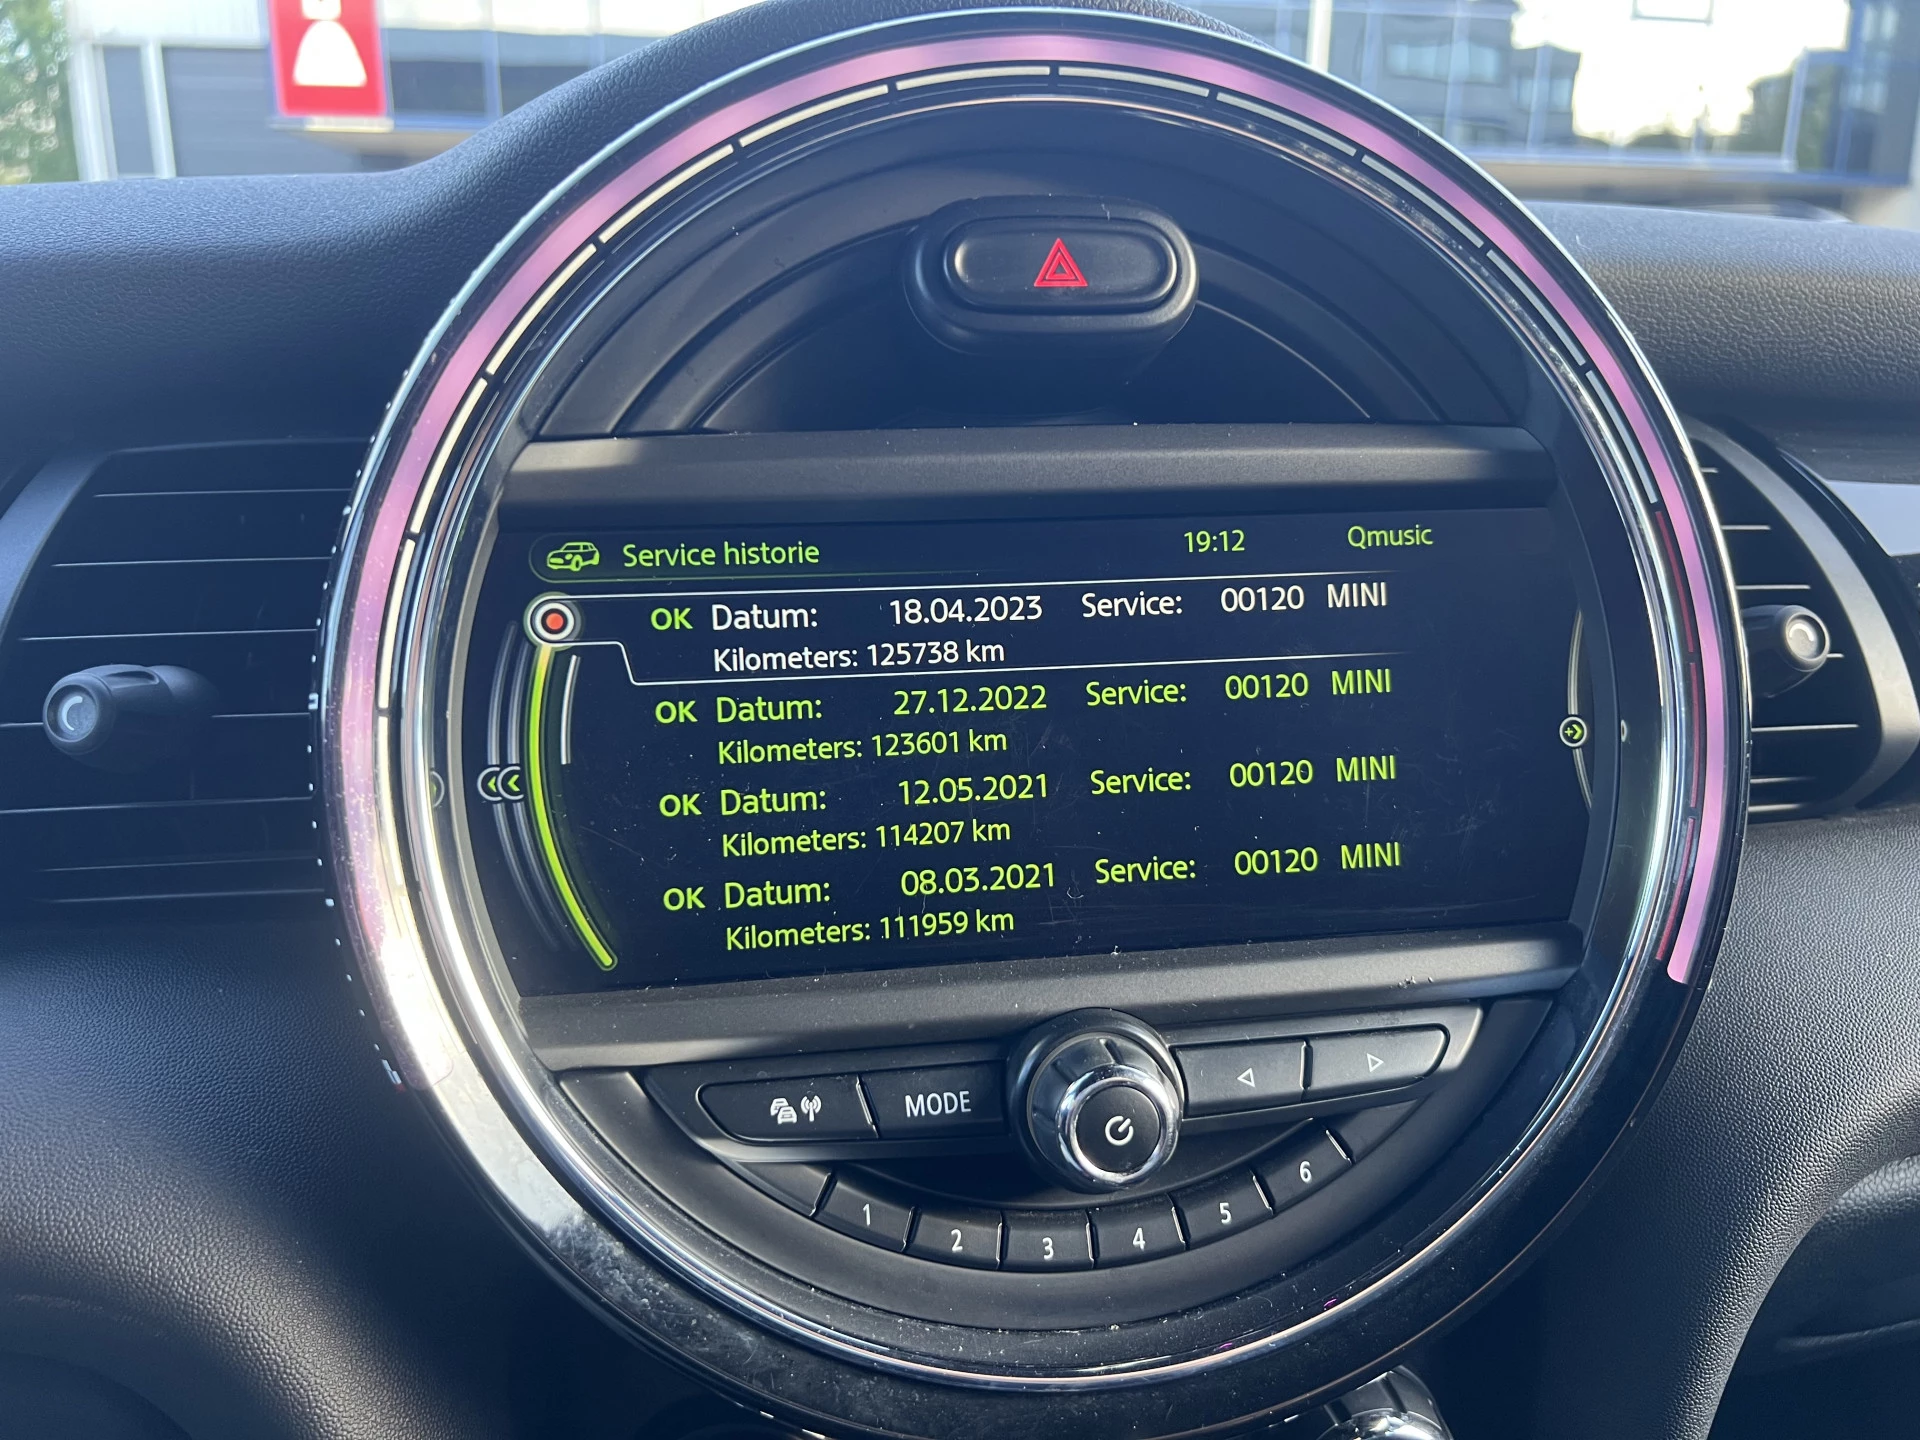 Service historie 19:12 Qmusic
OK Datum: 18.04.2023 Service: 00120 MINI
Kilometers: 125738 km
OK Datum: 27.12.2022 Service: 00120 MINI
Kilometers: 123601 km
OK Datum: 12.05.2021 Service: 00120 MINI
Kilometers: 114207 km
OK Datum: 08.03.2021 Service: 00120 MINI
Kilometers: 111959 km
MODE
1 2 3 4 5 6